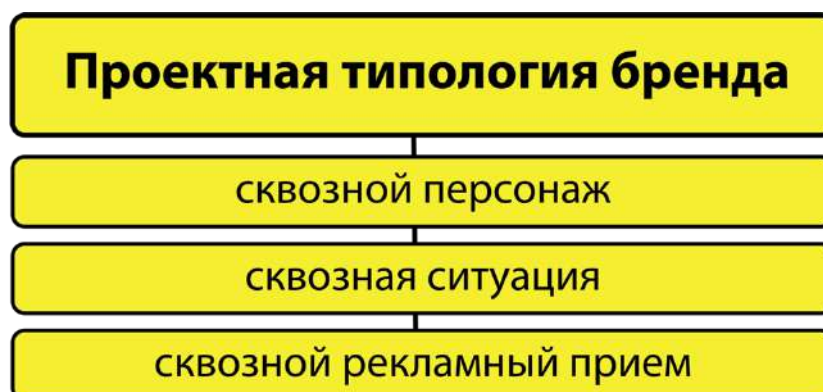 Проектная типология бренда
сквозной персонаж
сквозная ситуация
сквозной рекламный прием